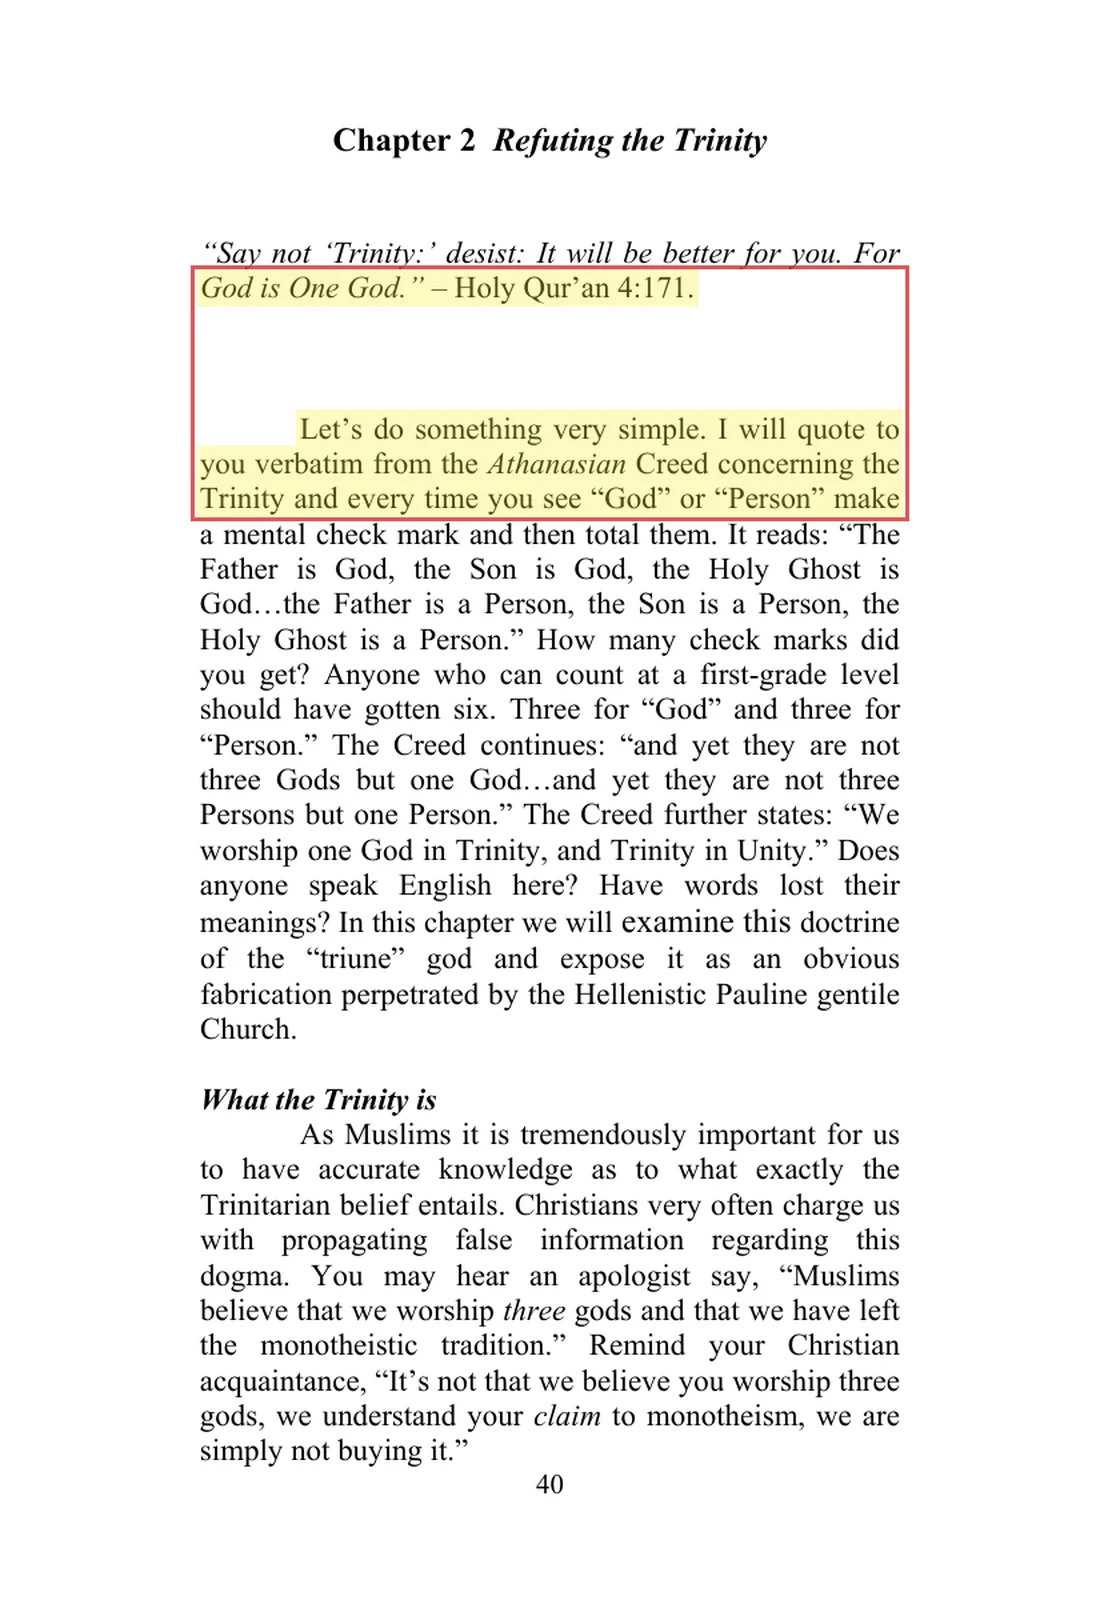 Chapter 2 Refuting the Trinity
“Say not ‘Trinity:’ desist: It will be better for you. For
God is One God.” – Holy Qur’an 4:171.
Let’s do something very simple. I will quote to
you verbatim from the Athanasian Creed concerning the
Trinity and every time you see “God” or “Person” make
a mental check mark and then total them. It reads: “The
Father is God, the Son is God, the Holy Ghost is
God…the Father is a Person, the Son is a Person, the
Holy Ghost is a Person.” How many check marks did
you get? Anyone who can count at a first-grade level
should have gotten six. Three for “God” and three for
“Person.” The Creed continues: “and yet they are not
three Gods but one God…and yet they are not three
Persons but one Person.” The Creed further states: “We
worship one God in Trinity, and Trinity in Unity.” Does
anyone speak English here? Have words lost their
meanings? In this chapter we will examine this doctrine
of the “triune” god and expose it as an obvious
fabrication perpetrated by the Hellenistic Pauline gentile
Church.
What the Trinity is
As Muslims it is tremendously important for us
to have accurate knowledge as to what exactly the
Trinitarian belief entails. Christians very often charge us
with propagating false information regarding this
dogma. You may hear an apologist say, “Muslims
believe that we worship three gods and that we have left
the monotheistic tradition.” Remind your Christian
acquaintance, “It’s not that we believe you worship three
gods, we understand your claim to monotheism, we are
simply not buying it.”
40